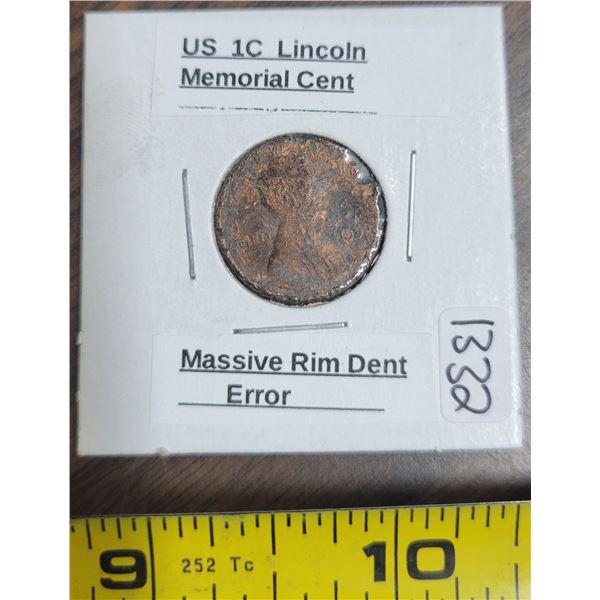 US 1C Lincoln
Memorial Cent
Massive Rim Dent
Error
1332
9 252 Tc 10